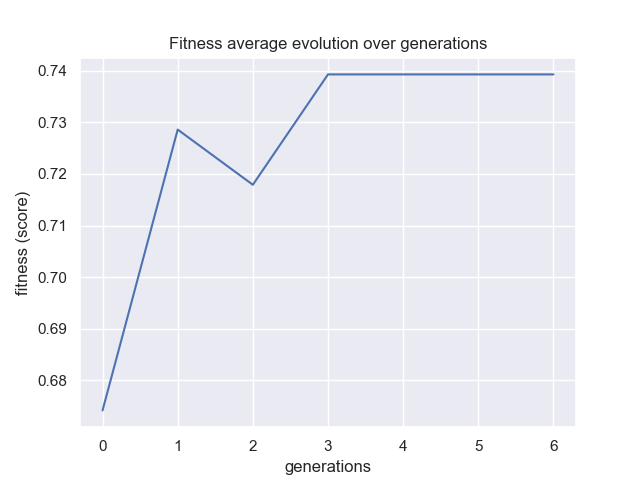 Fitness average evolution over generations
0.74
0.73
0.72
0.71
0.70
0.69
0.68
fitness (score)
0 1 2 3 4 5 6
generations